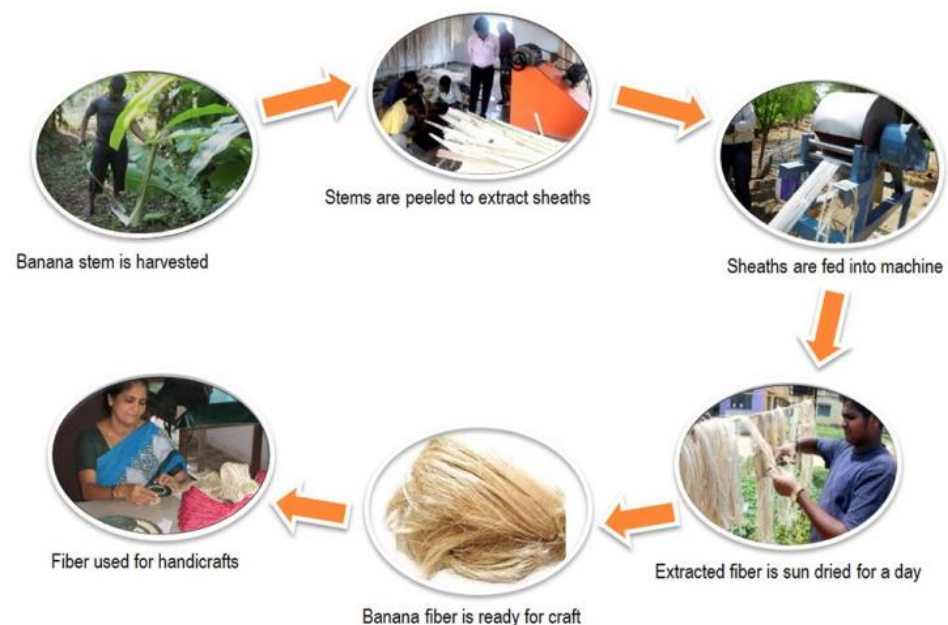 Banana stem is harvested
Stems are peeled to extract sheaths
Sheaths are fed into machine
Extracted fiber is sun dried for a day
Banana fiber is ready for craft
Fiber used for handicrafts